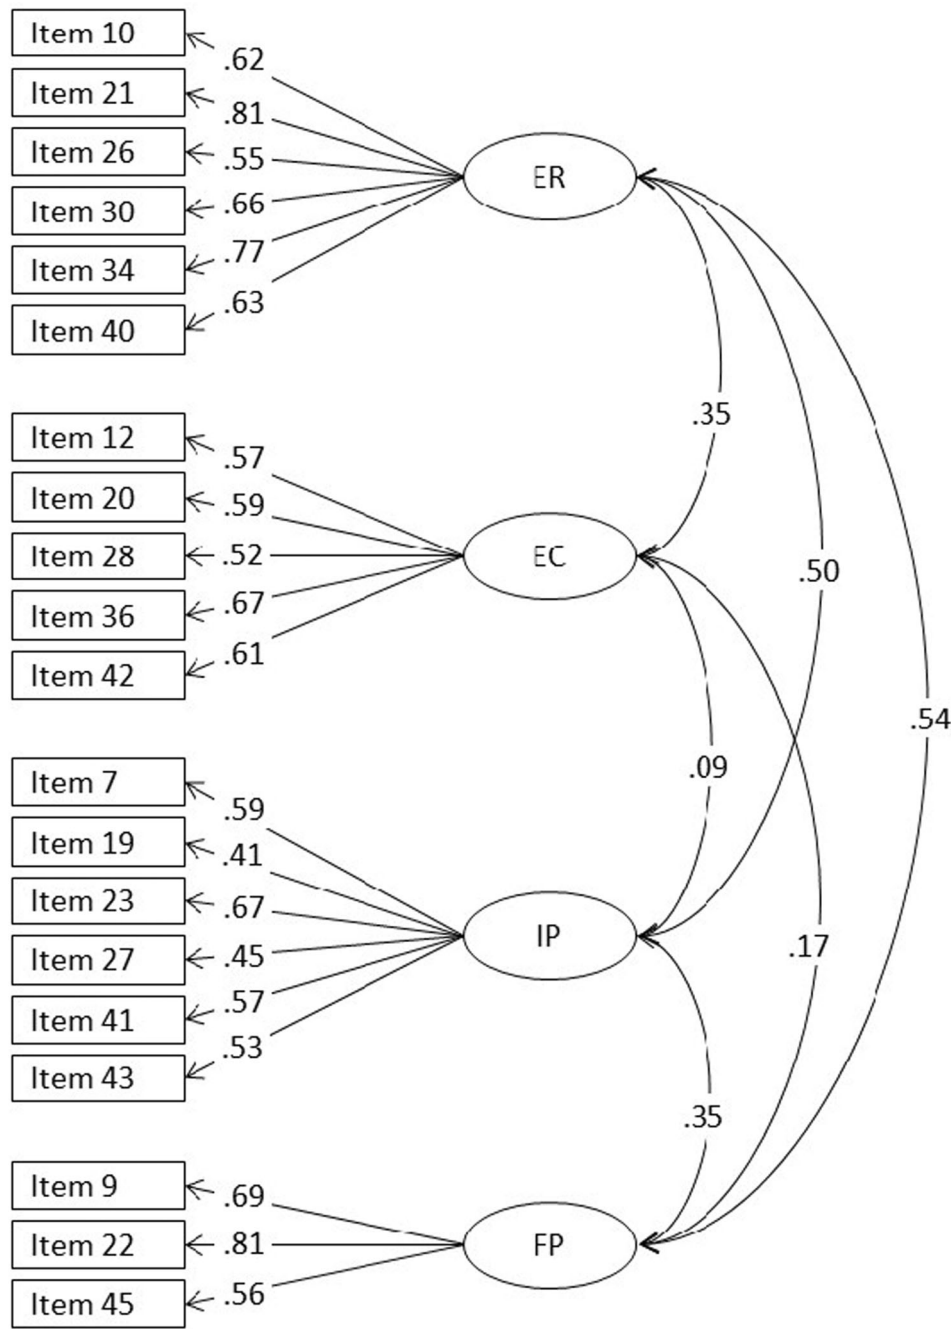 Item 10
.62
Item 21
.81
Item 26
.55
Item 30
.66
Item 34
.77
Item 40
.63
ER
.35
Item 12
.57
Item 20
.59
Item 28
.52
Item 36
.67
Item 42
.61
EC
.50
.54
.09
Item 7
.59
Item 19
.41
Item 23
.67
Item 27
.45
Item 41
.57
Item 43
.53
IP
.17
.35
Item 9
.69
Item 22
.81
Item 45
.56
FP